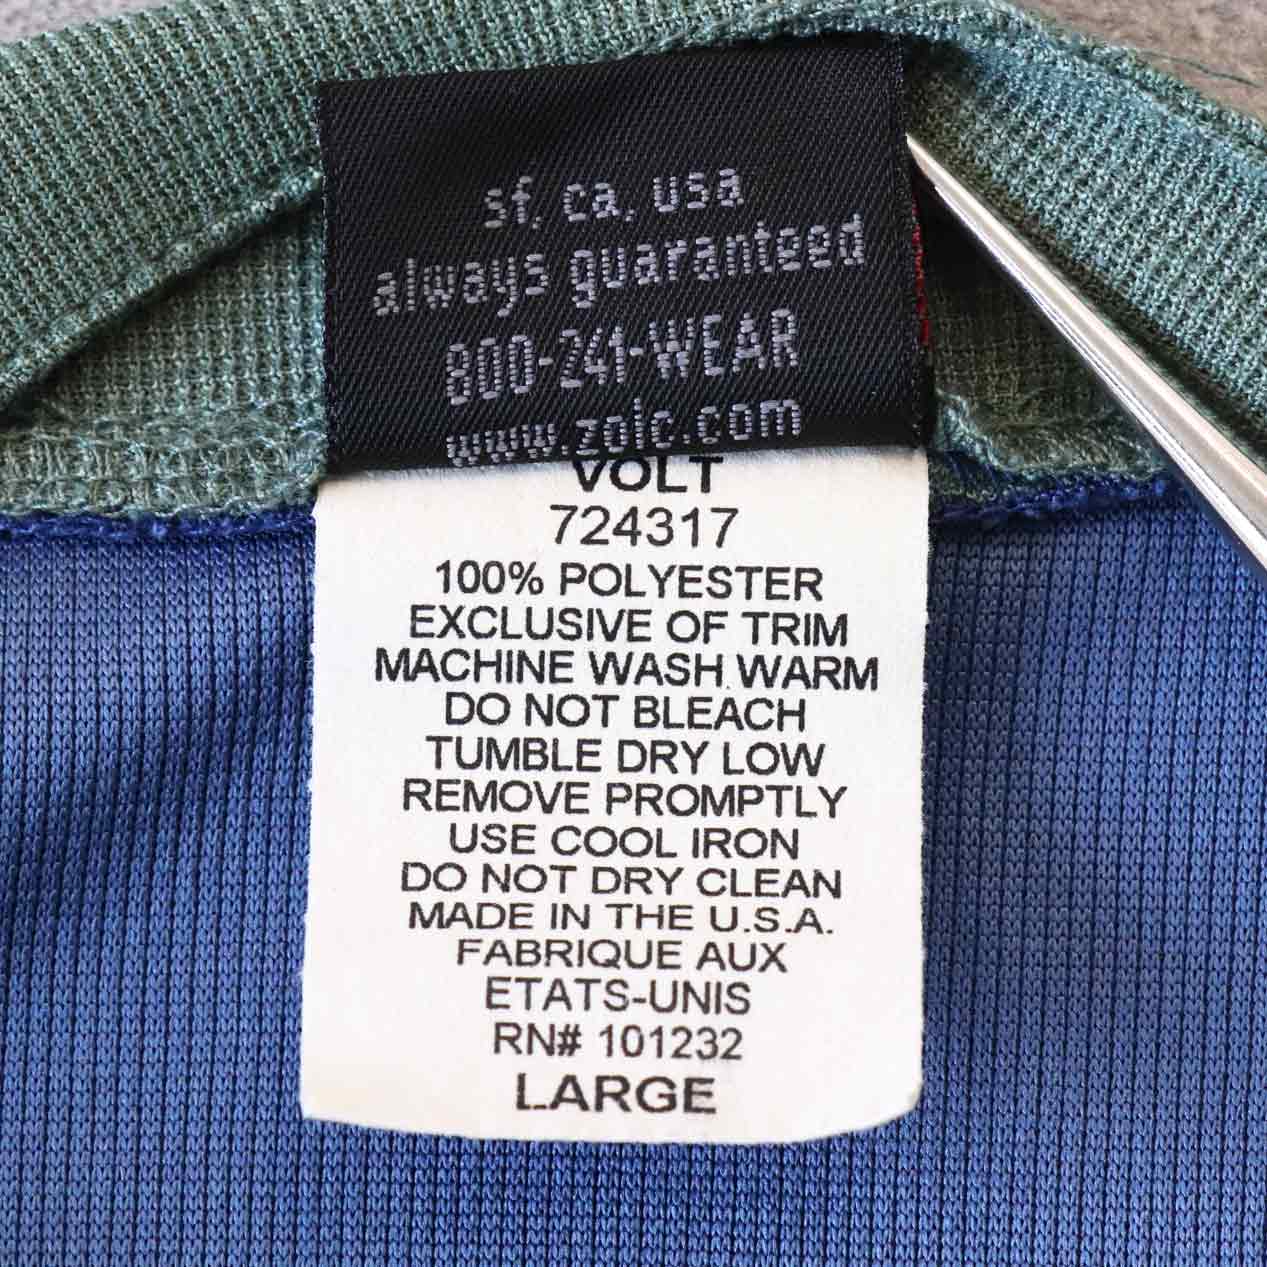 sf, ca, usa
always guaranteed
800-241-WEAR
www.zoic.com
VOLT
724317
100% POLYESTER
EXCLUSIVE OF TRIM
MACHINE WASH WARM
DO NOT BLEACH
TUMBLE DRY LOW
REMOVE PROMPTLY
USE COOL IRON
DO NOT DRY CLEAN
MADE IN THE U.S.A.
FABRIQUE AUX
ETATS-UNIS
RN# 101232
LARGE